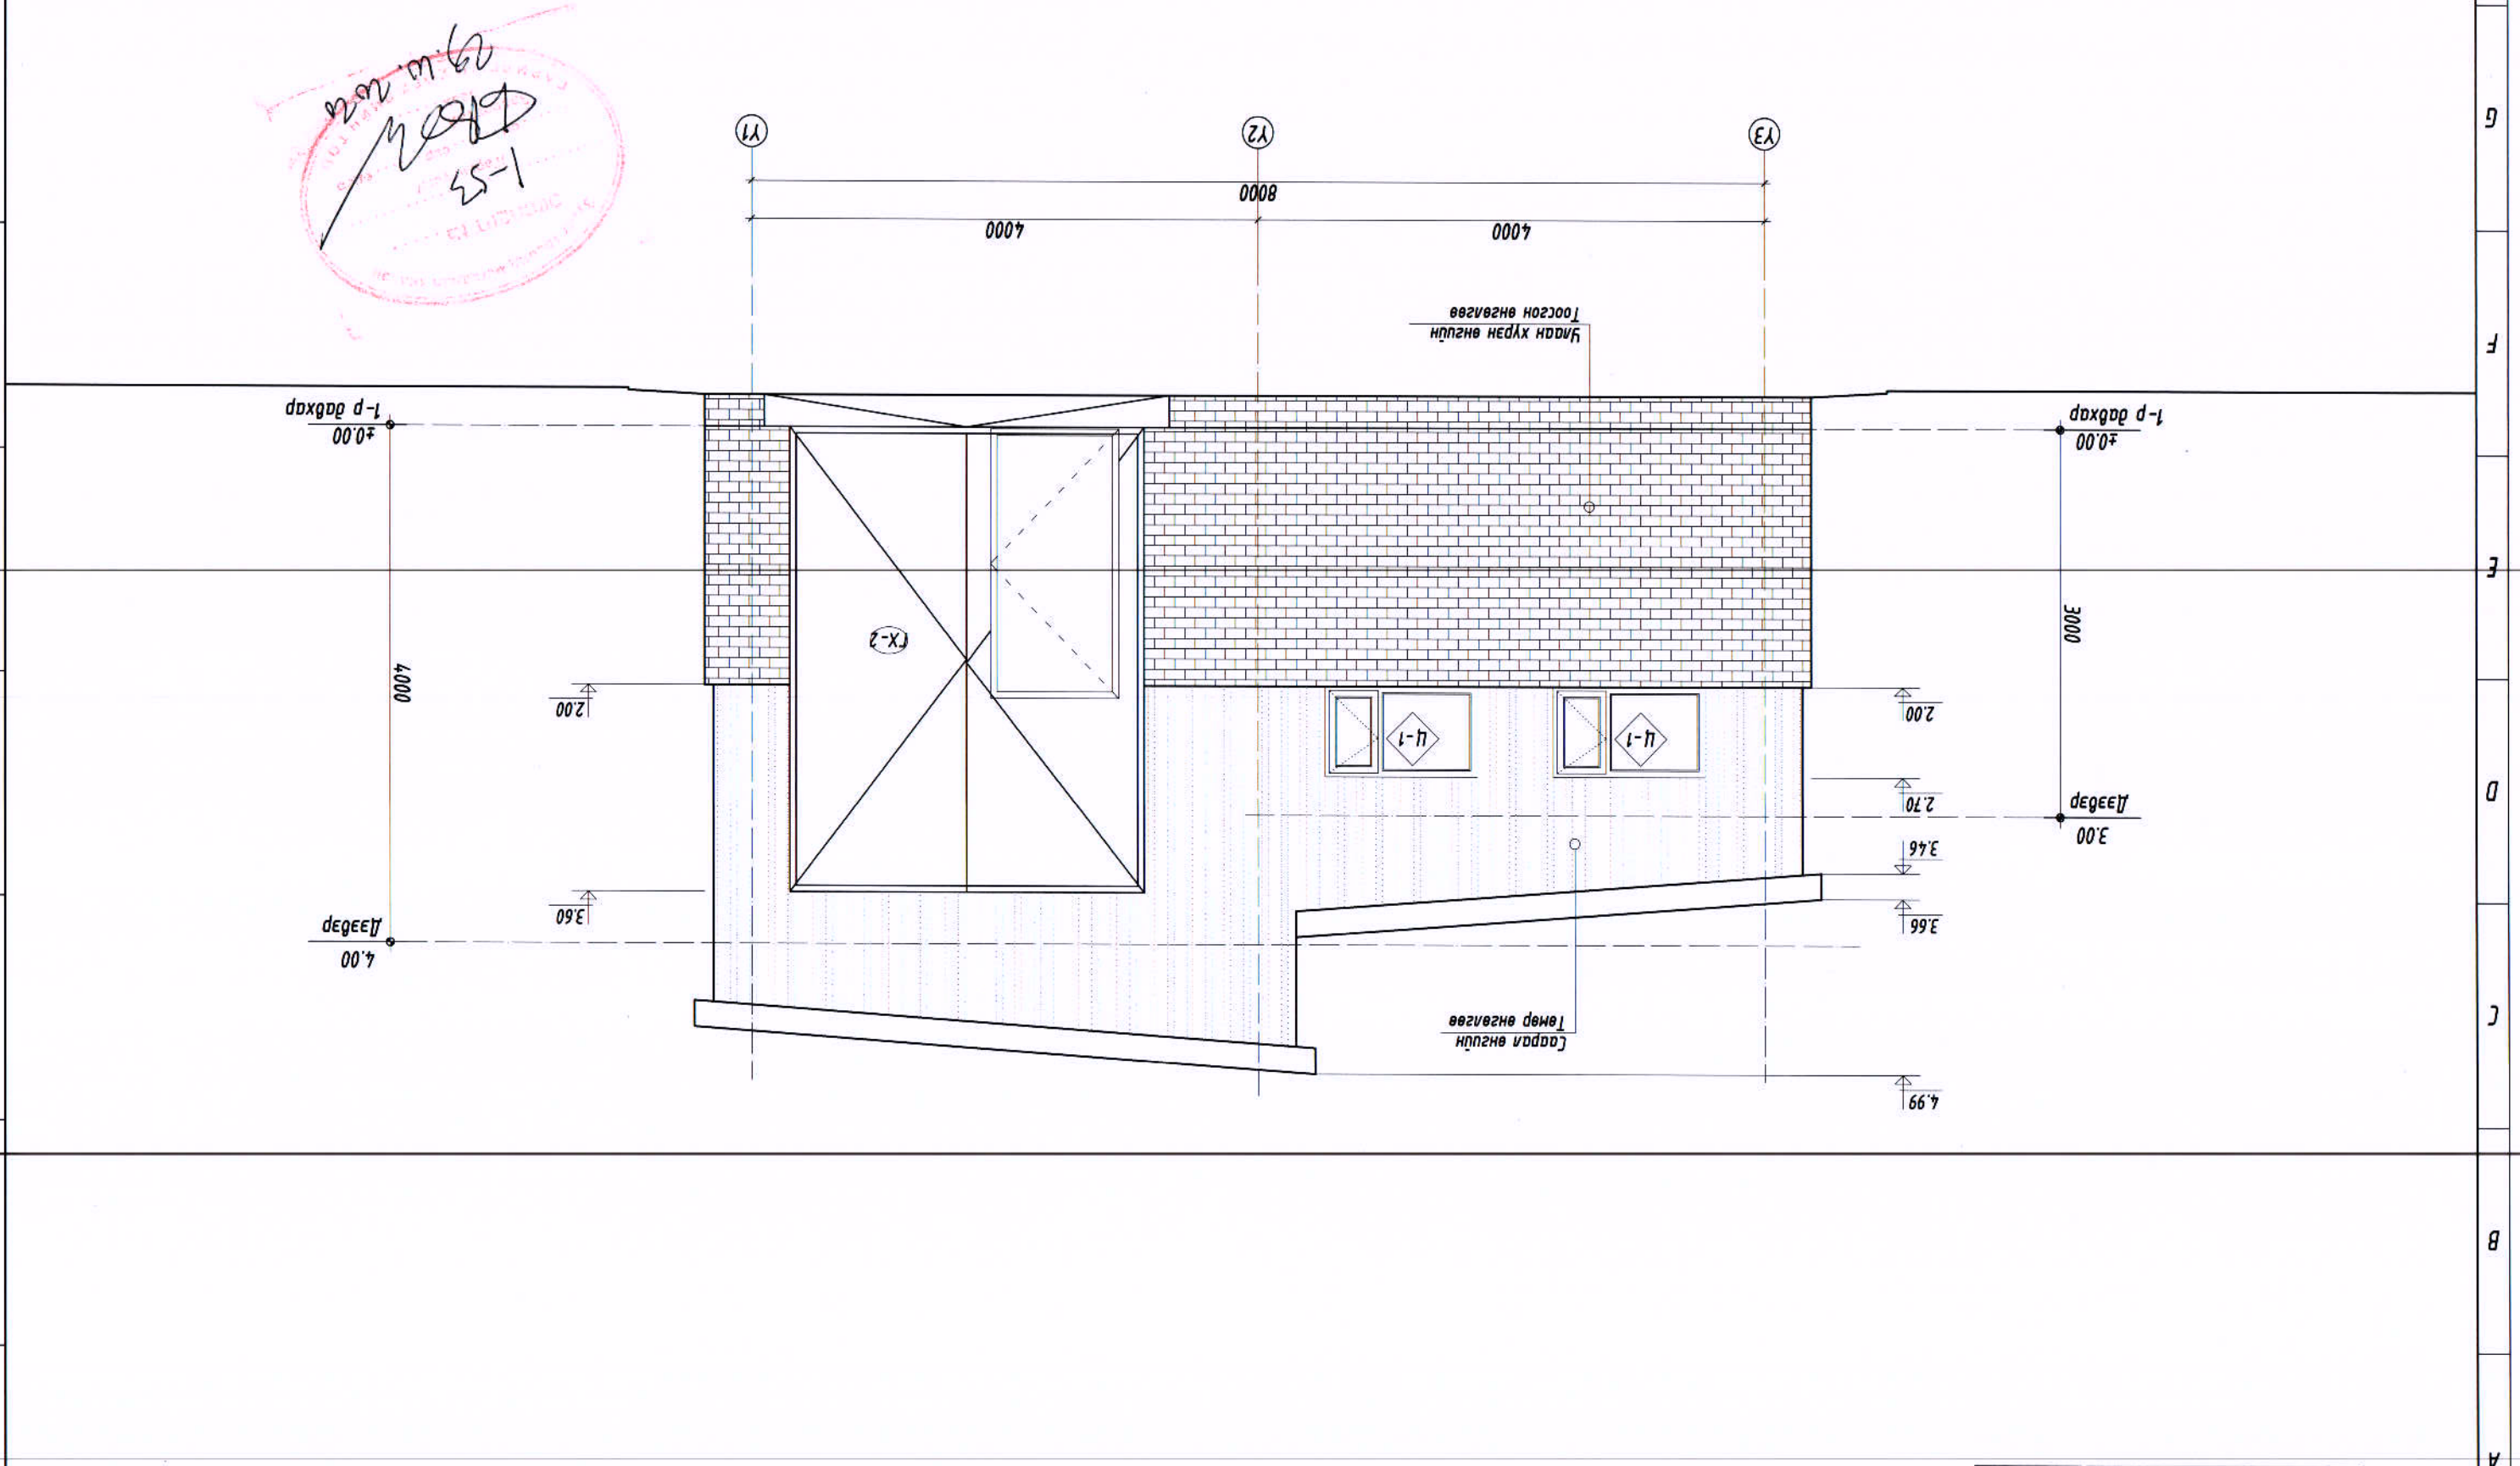 A
B
C
D
E
F
G
4.99
Саарал өнгийн
Төмөр өнгөлгөө
4.00
Дээвэр
3.66
3.60
3.46
3.00
Дээвэр
2.70
2.00
2.00
Ц-1
Ц-1
ГХ-2
3000
4000
±0.00
1-р давхар
±0.00
1-р давхар
Улаан хүрэн өнгийн
Тоосгон өнгөлгөө
4000
4000
8000
Y3
Y2
Y1
1-53